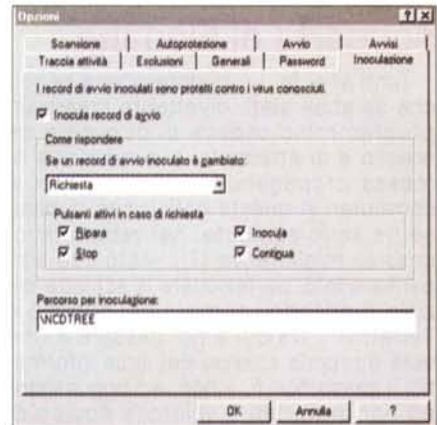 Opzioni
Scansione Autoprotezione Avvio Avvisi
Traccia attività Esclusioni Generali Password Inoculazione
I record di avvio inoculati sono protetti contro i virus conosciuti.
Inocula record di avvio
Come rispondere
Se un record di avvio inoculato è cambiato:
Richiesta
Pulsanti attivi in caso di richiesta
Ripara Inocula
Stop Continua
Percorso per inoculazione:
\NCDTREE
OK Annulla ?